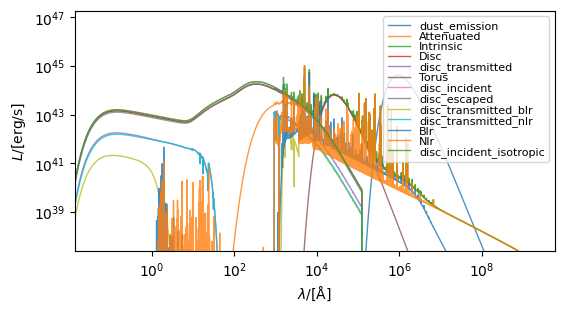 10^47
10^45
10^43
10^41
10^39
L/[erg/s]
dust_emission
Attenuated
Intrinsic
Disc
disc_transmitted
Torus
disc_incident
disc_escaped
disc_transmitted_blr
disc_transmitted_nlr
Blr
Nlr
disc_incident_isotropic
10^0 10^2 10^4 10^6 10^8
λ/[Å]